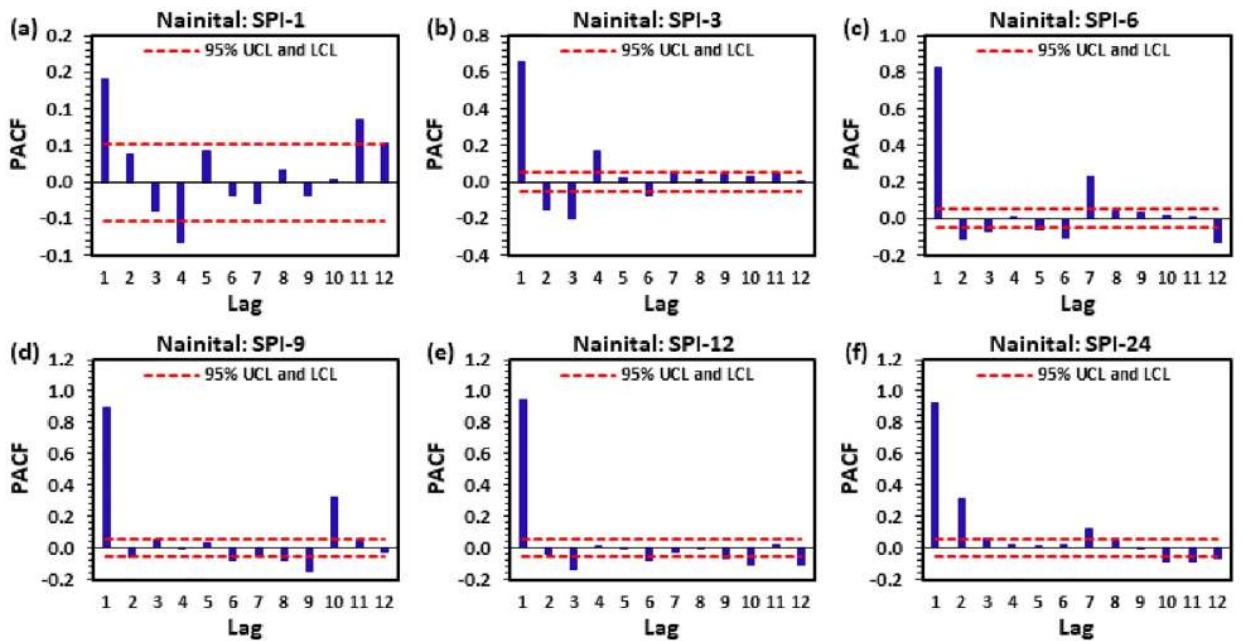 (a) Nainital: SPI-1
0.2
95% UCL and LCL
0.2
0.1
0.1
0.0
-0.1
-0.1
PACF
1 2 3 4 5 6 7 8 9 10 11 12
Lag
(b) Nainital: SPI-3
0.8
95% UCL and LCL
0.6
0.4
0.2
0.0
-0.2
-0.4
PACF
1 2 3 4 5 6 7 8 9 10 11 12
Lag
(c) Nainital: SPI-6
1.0
95% UCL and LCL
0.8
0.6
0.4
0.2
0.0
-0.2
PACF
1 2 3 4 5 6 7 8 9 10 11 12
Lag
(d) Nainital: SPI-9
1.2
95% UCL and LCL
1.0
0.8
0.6
0.4
0.2
0.0
-0.2
PACF
1 2 3 4 5 6 7 8 9 10 11 12
Lag
(e) Nainital: SPI-12
1.2
95% UCL and LCL
1.0
0.8
0.6
0.4
0.2
0.0
-0.2
PACF
1 2 3 4 5 6 7 8 9 10 11 12
Lag
(f) Nainital: SPI-24
1.2
95% UCL and LCL
1.0
0.8
0.6
0.4
0.2
0.0
-0.2
PACF
1 2 3 4 5 6 7 8 9 10 11 12
Lag